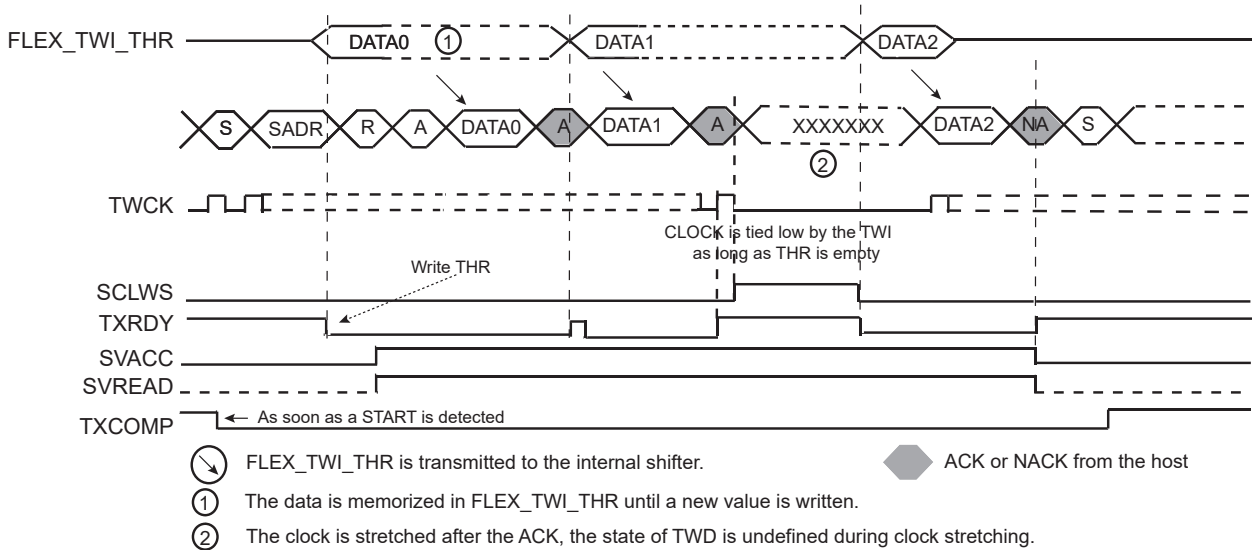 FLEX_TWI_THR DATA0 1 DATA1 DATA2
S SADR R A DATA0 A DATA1 A XXXXXXX DATA2 NA S
2
TWCK
CLOCK is tied low by the TWI
as long as THR is empty
Write THR
SCLWS
TXRDY
SVACC
SVREAD
TXCOMP As soon as a START is detected
FLEX_TWI_THR is transmitted to the internal shifter. ACK or NACK from the host
1 The data is memorized in FLEX_TWI_THR until a new value is written.
2 The clock is stretched after the ACK, the state of TWD is undefined during clock stretching.